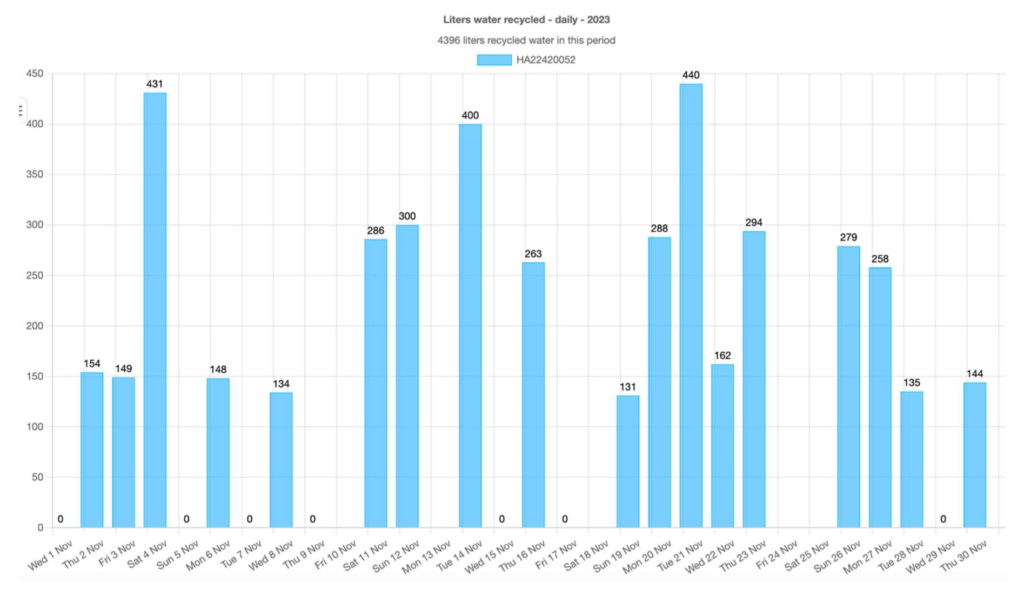 Liters water recycled - daily - 2023
4396 liters recycled water in this period
HA22420052
450
400
350
300
250
200
150
100
50
0
0
154
149
431
0
148
0
134
0
286
300
400
0
263
0
131
288
440
162
294
279
258
135
0
144
Wed 1 Nov
Thu 2 Nov
Fri 3 Nov
Sat 4 Nov
Sun 5 Nov
Mon 6 Nov
Tue 7 Nov
Wed 8 Nov
Thu 9 Nov
Fri 10 Nov
Sat 11 Nov
Sun 12 Nov
Mon 13 Nov
Tue 14 Nov
Wed 15 Nov
Thu 16 Nov
Fri 17 Nov
Sat 18 Nov
Sun 19 Nov
Mon 20 Nov
Tue 21 Nov
Wed 22 Nov
Thu 23 Nov
Fri 24 Nov
Sat 25 Nov
Sun 26 Nov
Mon 27 Nov
Tue 28 Nov
Wed 29 Nov
Thu 30 Nov